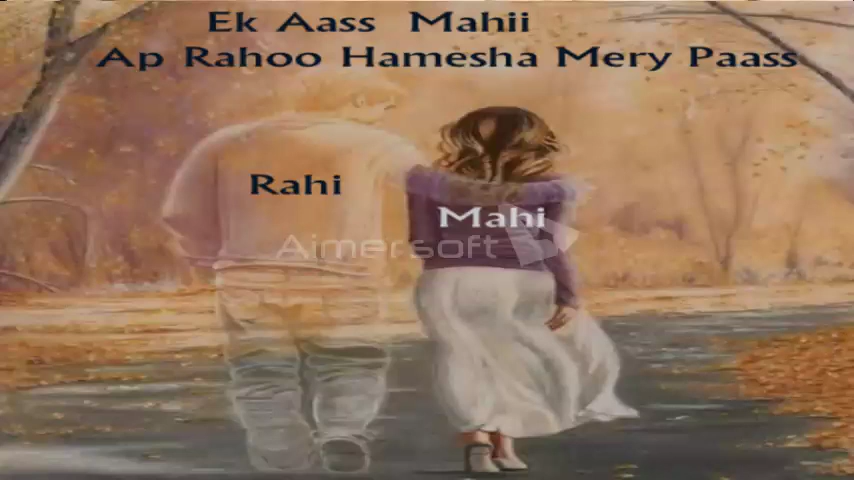 Ek Aass Mahii
Ap Rahoo Hamesha Mery Paass
Rahi
Mahi
Aimersoft